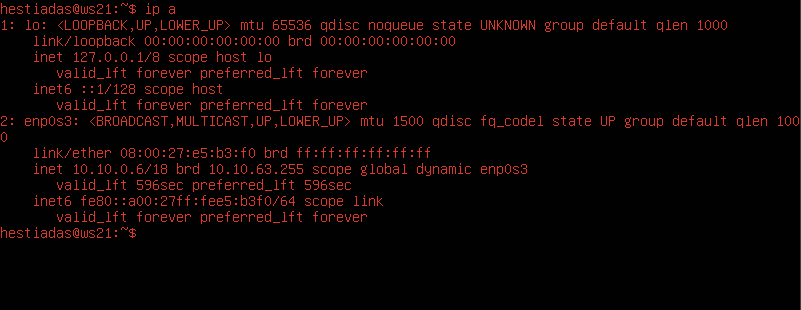 hestiadas@ws21:~$ ip a
1: lo: <LOOPBACK,UP,LOWER_UP> mtu 65536 qdisc noqueue state UNKNOWN group default qlen 1000
    link/loopback 00:00:00:00:00:00 brd 00:00:00:00:00:00
    inet 127.0.0.1/8 scope host lo
       valid_lft forever preferred_lft forever
    inet6 ::1/128 scope host
       valid_lft forever preferred_lft forever
2: enp0s3: <BROADCAST,MULTICAST,UP,LOWER_UP> mtu 1500 qdisc fq_codel state UP group default qlen 100
0
    link/ether 08:00:27:e5:b3:f0 brd ff:ff:ff:ff:ff:ff
    inet 10.10.0.6/18 brd 10.10.63.255 scope global dynamic enp0s3
       valid_lft 596sec preferred_lft 596sec
    inet6 fe80::a00:27ff:fee5:b3f0/64 scope link
       valid_lft forever preferred_lft forever
hestiadas@ws21:~$